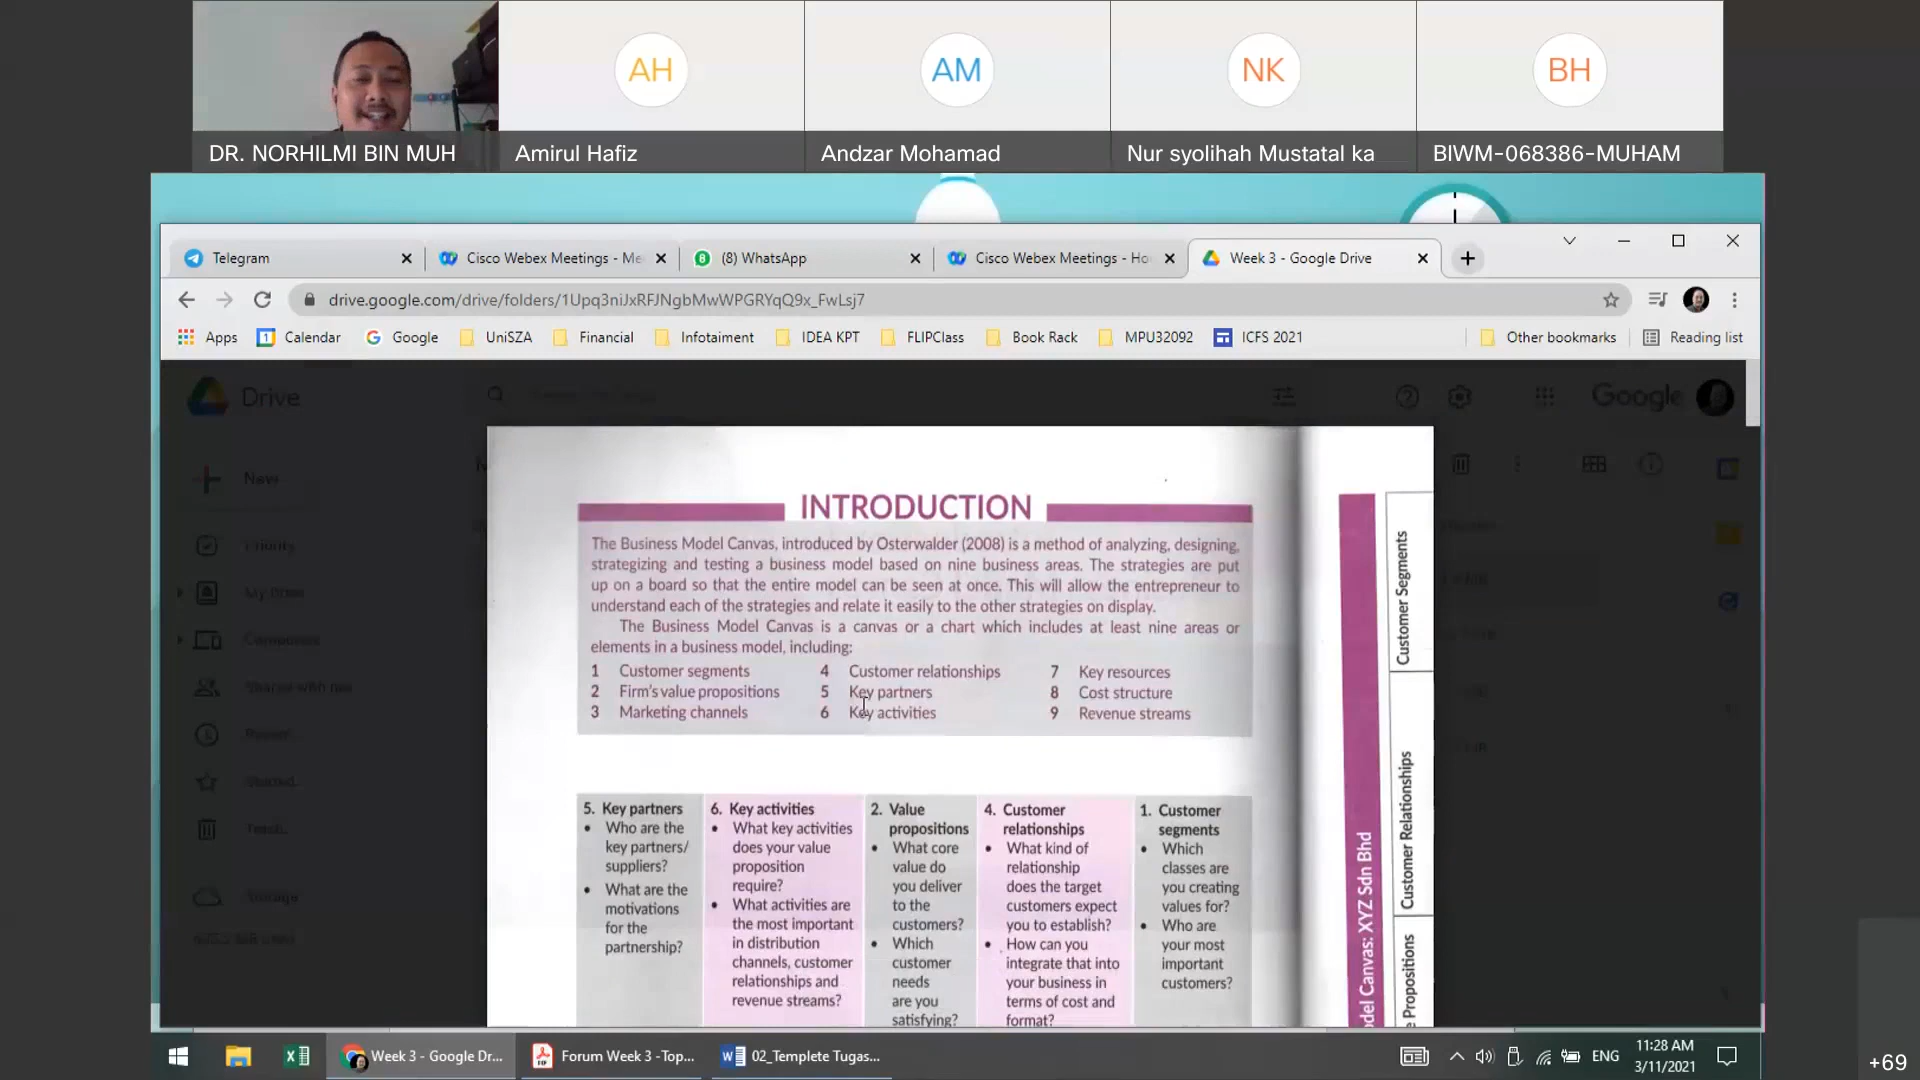 AH
AM
NK
BH
DR. NORHILMI BIN MUH
Amirul Hafiz
Andzar Mohamad
Nur syolihah Mustatal ka
BIWM-068386-MUHAM
Telegram
Cisco Webex Meetings - Me
(8) WhatsApp
Cisco Webex Meetings - Ho
Week 3 - Google Drive
drive.google.com/drive/folders/1Upq3niJxRFJNgbMwWPGRYqQ9x_FwLsj7
Apps
Calendar
Google
UniSZA
Financial
Infotaiment
IDEA KPT
FLIPClass
Book Rack
MPU32092
ICFS 2021
Other bookmarks
Reading list
Drive
Google
New
Priority
My Drive
Computers
Shared with me
Storage
INTRODUCTION
The Business Model Canvas, introduced by Osterwalder (2008) is a method of analyzing, designing,
strategizing and testing a business model based on nine business areas. The strategies are put
up on a board so that the entire model can be seen at once. This will allow the entrepreneur to
understand each of the strategies and relate it easily to the other strategies on display.
The Business Model Canvas is a canvas or a chart which includes at least nine areas or
elements in a business model, including:
1 Customer segments
2 Firm's value propositions
3 Marketing channels
4 Customer relationships
5 Key partners
6 Key activities
7 Key resources
8 Cost structure
9 Revenue streams
5. Key partners
• Who are the
key partners/
suppliers?
• What are the
motivations
for the
partnership?
6. Key activities
• What key activities
does your value
proposition
require?
• What activities are
the most important
in distribution
channels, customer
relationships and
revenue streams?
2. Value
propositions
• What core
value do
you deliver
to the
customers?
• Which
customer
needs
are you
satisfying?
4. Customer
relationships
• What kind of
relationship
does the target
customers expect
you to establish?
• How can you
integrate that into
your business in
terms of cost and
format?
1. Customer
segments
• Which
classes are
you creating
values for?
• Who are
your most
important
customers?
odel Canvas: XYZ Sdn Bhd
Customer Segments
Customer Relationships
e Propositions
Week 3 - Google Dr...
Forum Week 3 -Top...
02_Templete Tugas...
ENG
11:28 AM
3/11/2021
+69